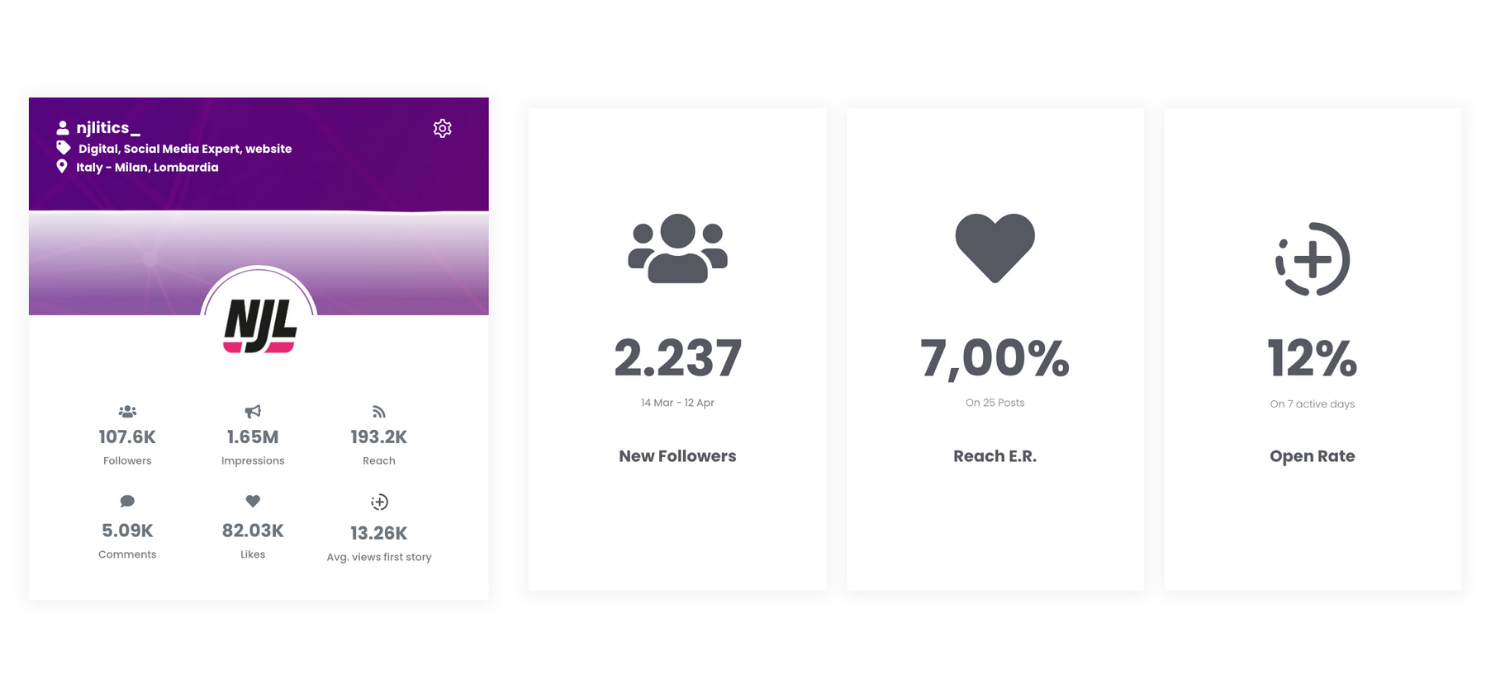 njlitics_
Digital, Social Media Expert, website
Italy - Milan, Lombardia
NJL
107.6K
1.65M
193.2K
Followers
Impressions
Reach
5.09K
82.03K
13.26K
Comments
Likes
Avg. views first story
2.237
14 Mar - 12 Apr
New Followers
7,00%
On 25 Posts
Reach E.R.
12%
On 7 active days
Open Rate